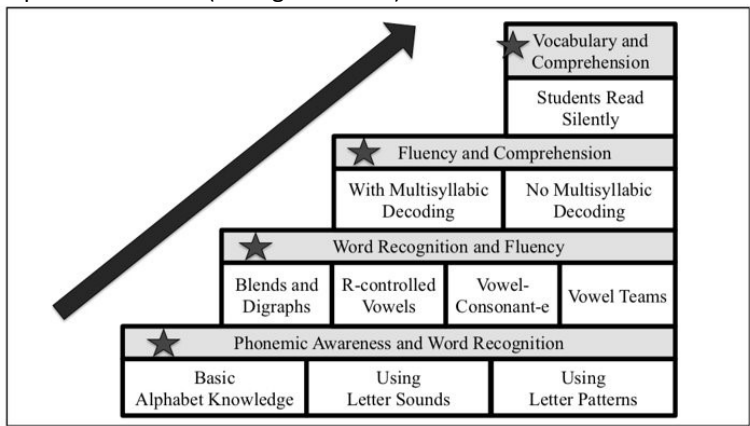 Vocabulary and
Comprehension
Students Read
Silently
Fluency and Comprehension
With Multisyllabic
Decoding
No Multisyllabic
Decoding
Word Recognition and Fluency
Blends and
Digraphs
R-controlled
Vowels
Vowel-
Consonant-e
Vowel Teams
Phonemic Awareness and Word Recognition
Basic
Alphabet Knowledge
Using
Letter Sounds
Using
Letter Patterns